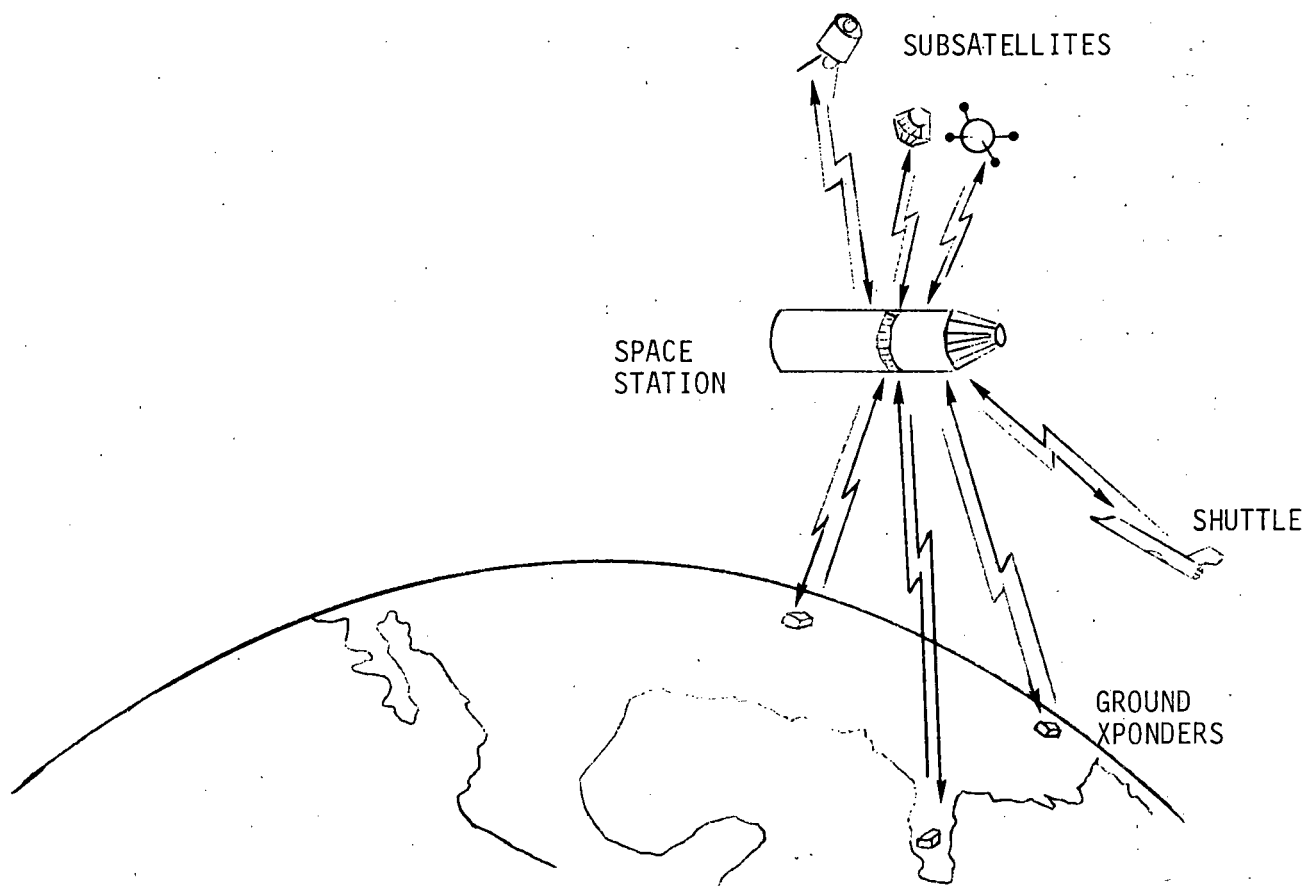 SUBSATELLITES
SPACE
STATION
SHUTTLE
GROUND
XPONDERS